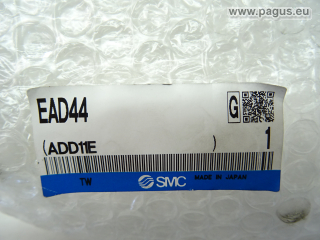 www.pagus.eu
EAD44
G
(ADD11E )
1
TW SMC MADE IN JAPAN